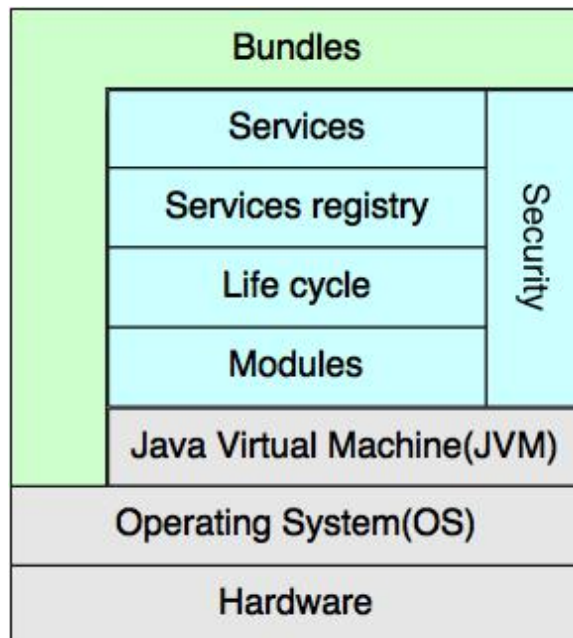 Bundles
Services
Services registry
Life cycle
Modules
Security
Java Virtual Machine(JVM)
Operating System(OS)
Hardware